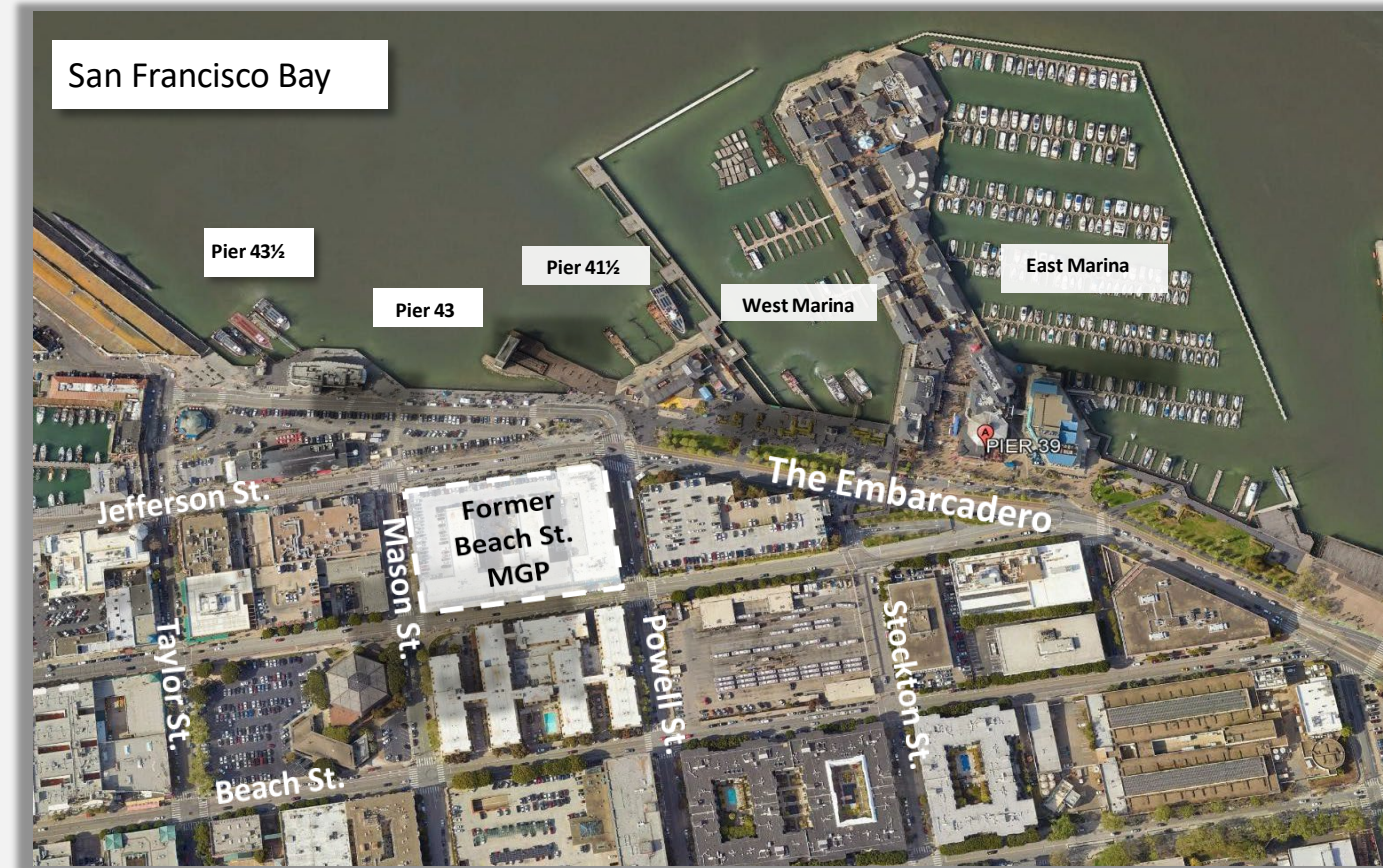 San Francisco Bay
Pier 43½
Pier 41½
Pier 43
West Marina
East Marina
A
PIER 39
Jefferson St.
Mason St.
Former
Beach St.
MGP
The Embarcadero
Taylor St.
Powell St.
Stockton St.
Beach St.